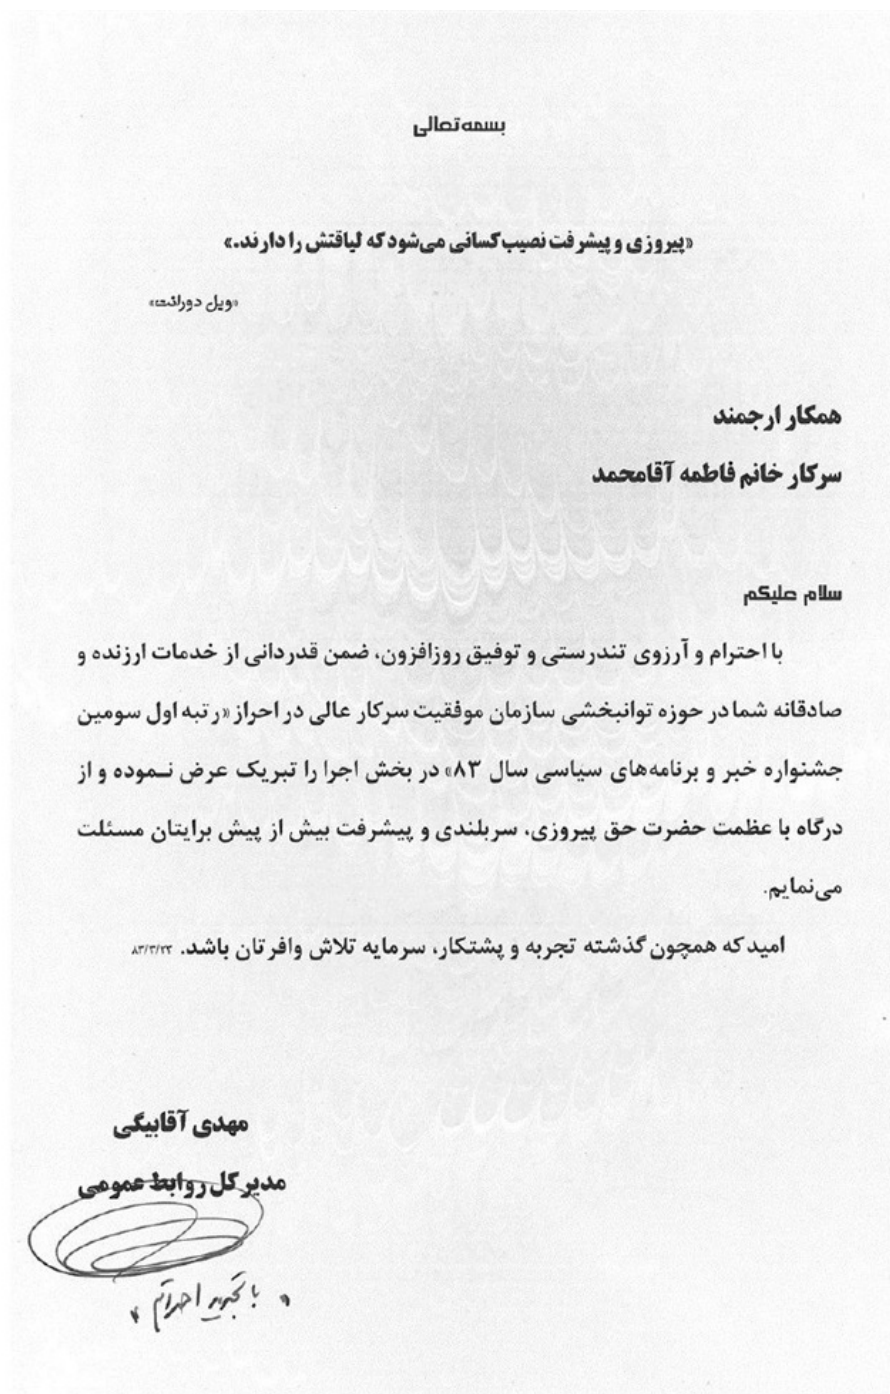 بسمه‌تعالی
«پیروزی و پیشرفت نصیب کسانی می‌شود که لیاقتش را دارند.»
«ویل دورانت»
همکار ارجمند
سرکار خانم فاطمه آقامحمد
سلام علیکم
با احترام و آرزوی تندرستی و توفیق روزافزون، ضمن قدردانی از خدمات ارزنده و
صادقانه شما در حوزه توانبخشی سازمان موفقیت سرکار عالی در احراز «رتبه اول سومین
جشنواره خبر و برنامه‌های سیاسی سال ۸۳» در بخش اجرا را تبریک عرض نـموده و از
درگاه با عظمت حضرت حق پیروزی، سربلندی و پیشرفت بیش از پیش برایتان مسئلت
می‌نمایم.
امید که همچون گذشته تجربه و پشتکار، سرمایه تلاش وافرتان باشد. ۸۳/۳/۲۳
مهدی آقابیگی
مدیر کل روابط عمومی
« با تجدید احترام »